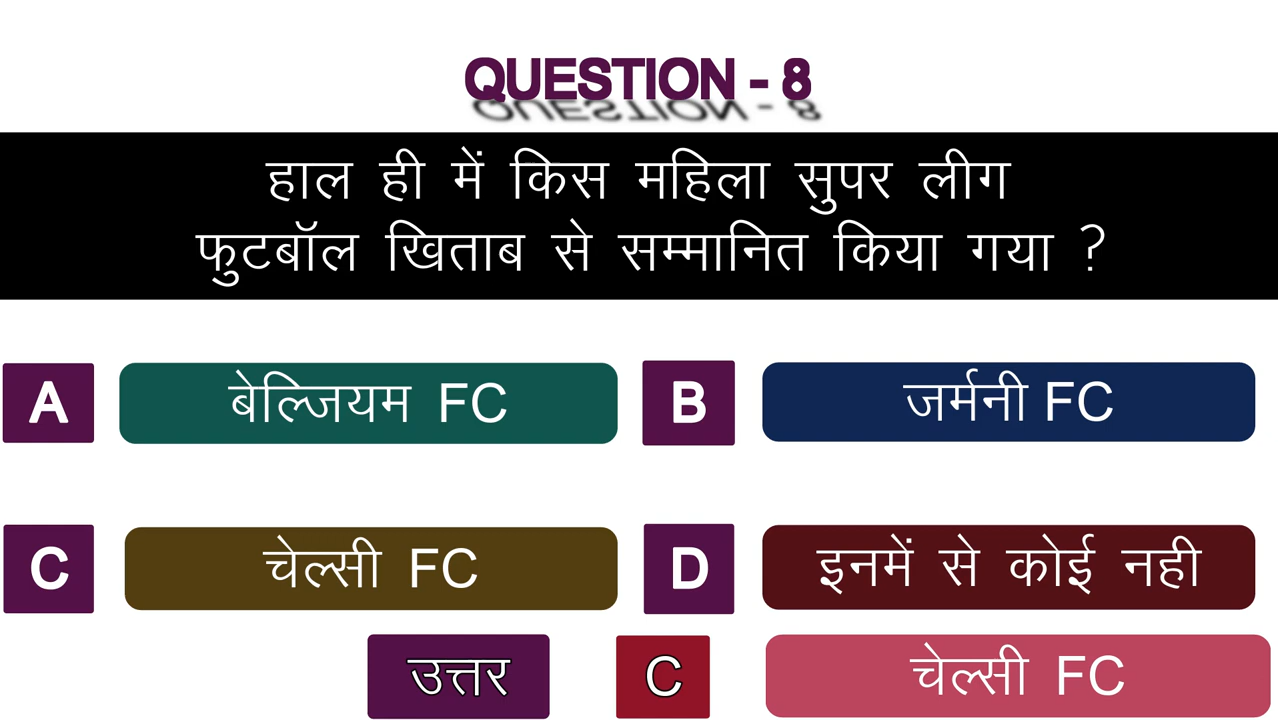 QUESTION - 8
हाल ही में किस महिला सुपर लीग
फुटबॉल खिताब से सम्मानित किया गया ?
A बेल्जियम FC B जर्मनी FC
C चेल्सी FC D इनमें से कोई नही
उत्तर C चेल्सी FC